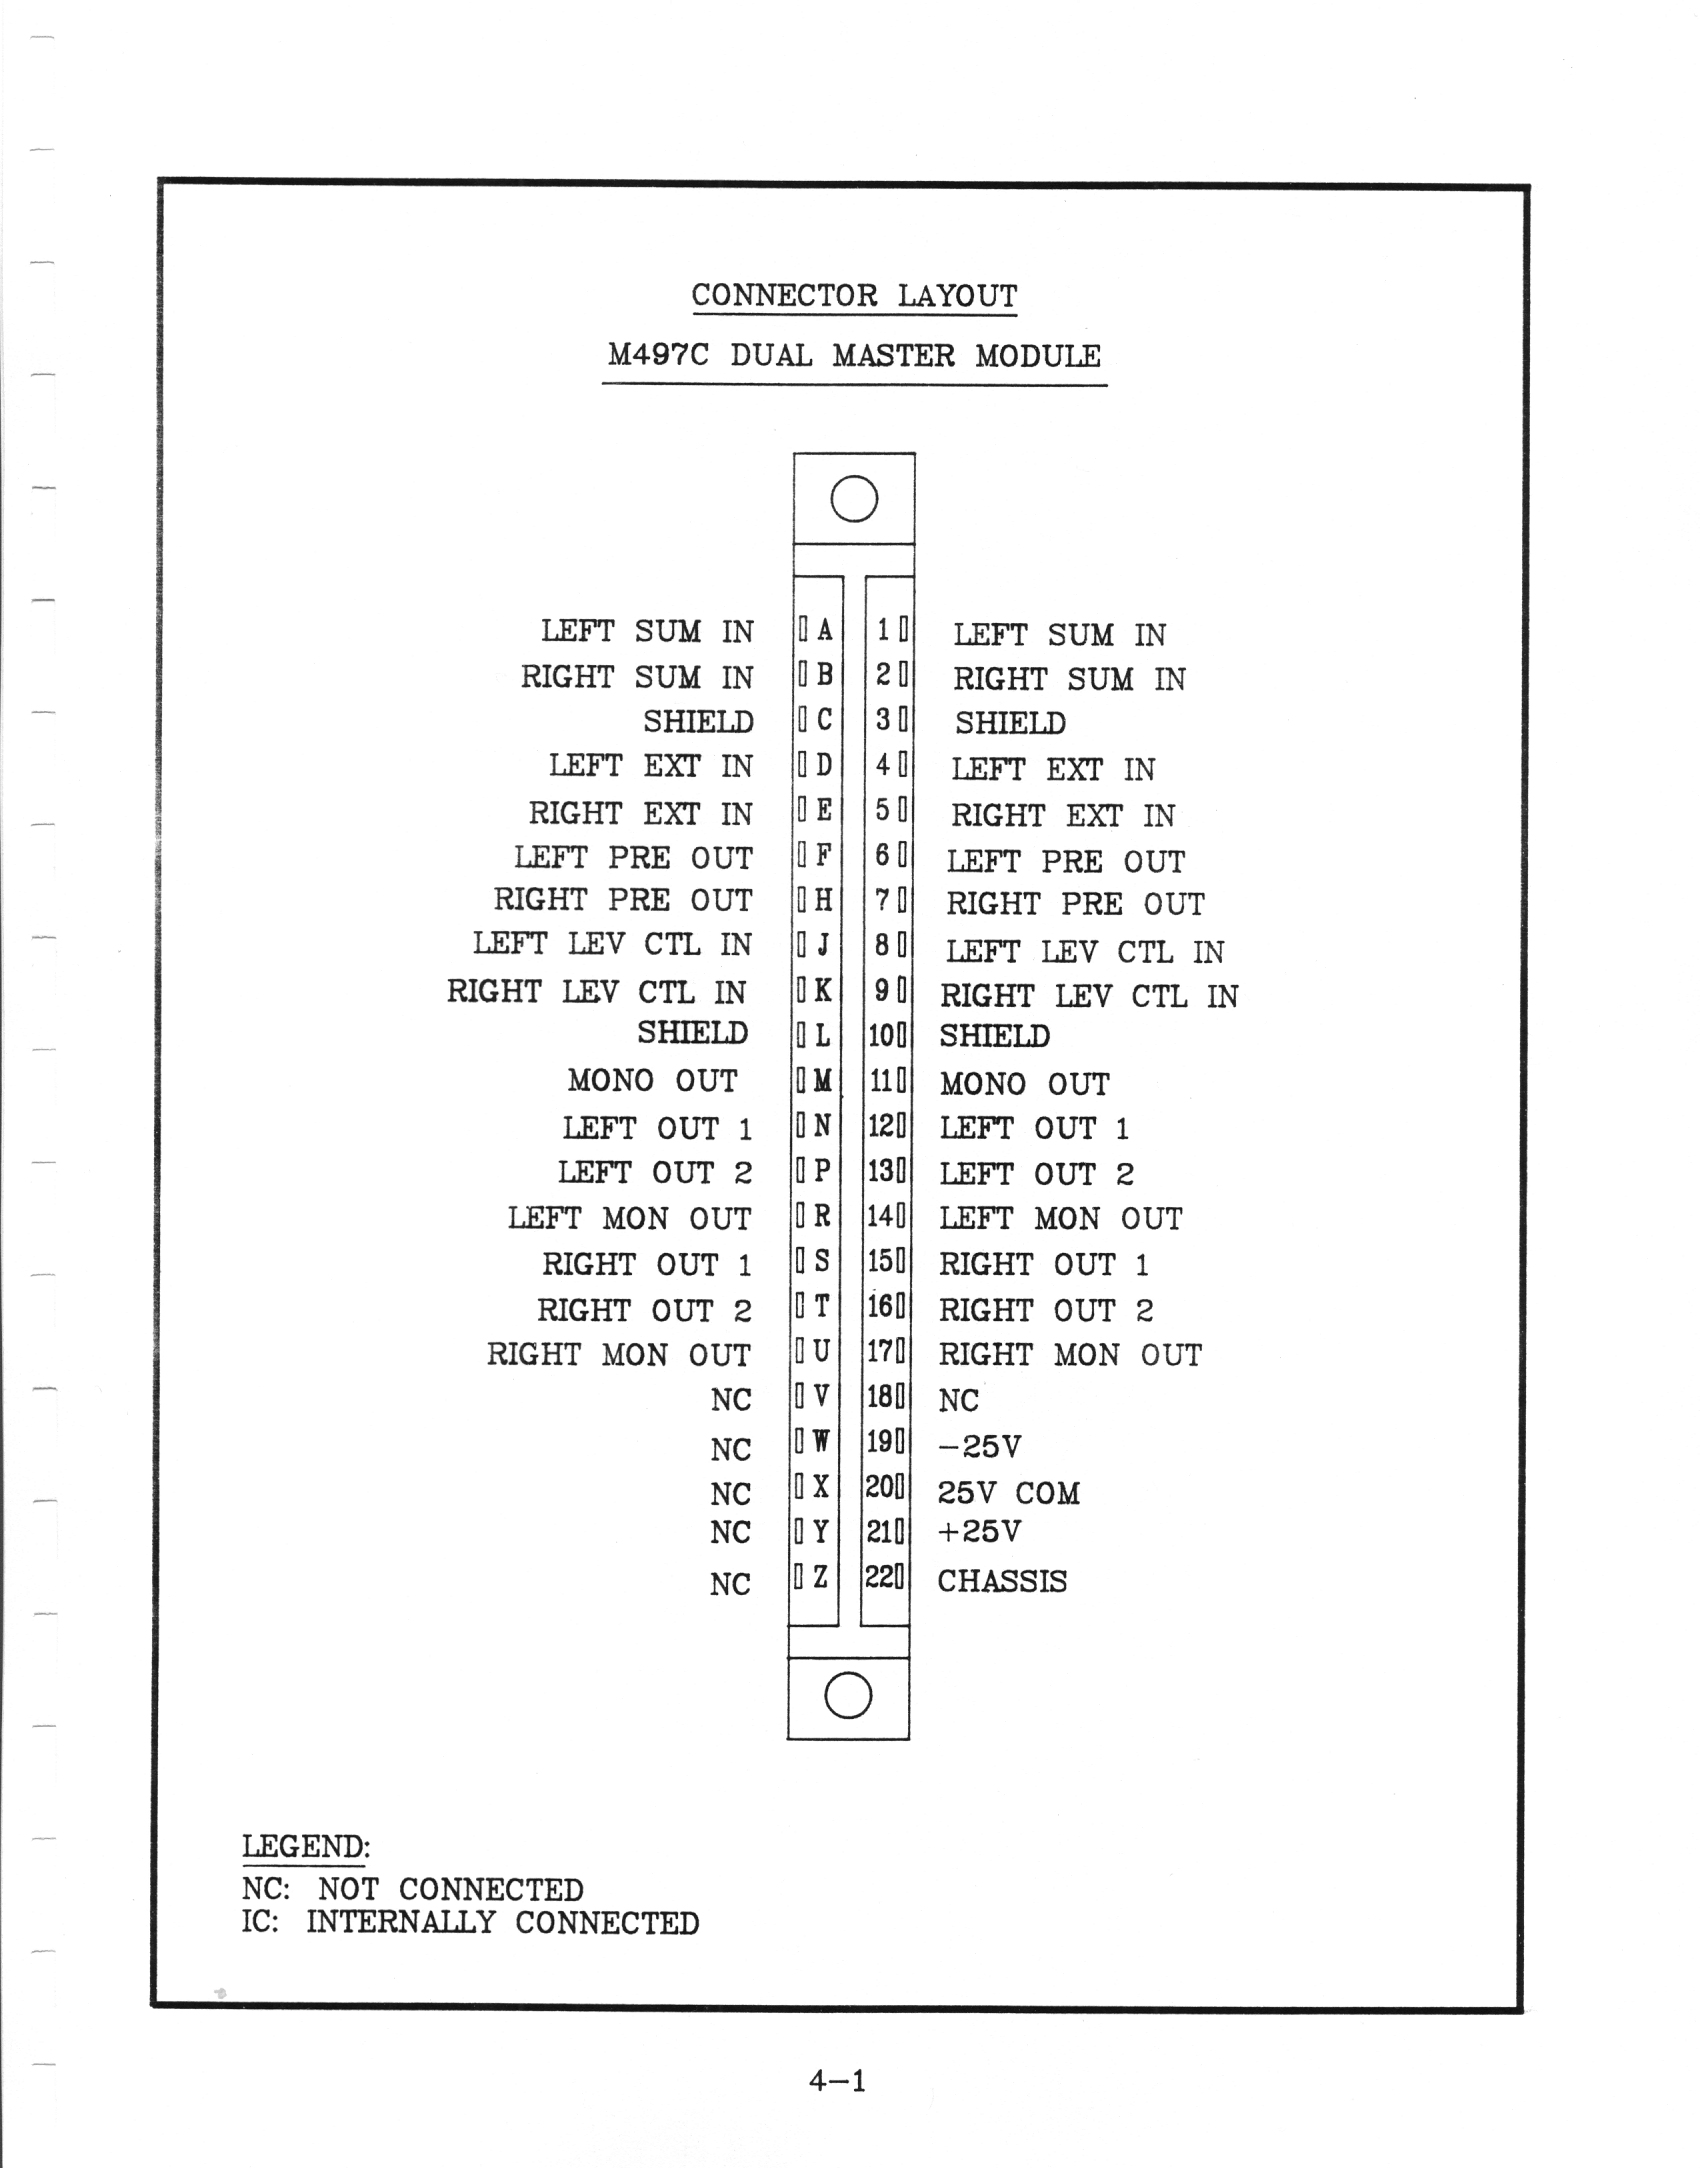 CONNECTOR LAYOUT
M497C DUAL MASTER MODULE
LEFT SUM IN A 1 LEFT SUM IN
RIGHT SUM IN B 2 RIGHT SUM IN
SHIELD C 3 SHIELD
LEFT EXT IN D 4 LEFT EXT IN
RIGHT EXT IN E 5 RIGHT EXT IN
LEFT PRE OUT F 6 LEFT PRE OUT
RIGHT PRE OUT H 7 RIGHT PRE OUT
LEFT LEV CTL IN J 8 LEFT LEV CTL IN
RIGHT LEV CTL IN K 9 RIGHT LEV CTL IN
SHIELD L 10 SHIELD
MONO OUT M 11 MONO OUT
LEFT OUT 1 N 12 LEFT OUT 1
LEFT OUT 2 P 13 LEFT OUT 2
LEFT MON OUT R 14 LEFT MON OUT
RIGHT OUT 1 S 15 RIGHT OUT 1
RIGHT OUT 2 T 16 RIGHT OUT 2
RIGHT MON OUT U 17 RIGHT MON OUT
NC V 18 NC
NC W 19 -25V
NC X 20 25V COM
NC Y 21 +25V
NC Z 22 CHASSIS
LEGEND:
NC: NOT CONNECTED
IC: INTERNALLY CONNECTED
4-1